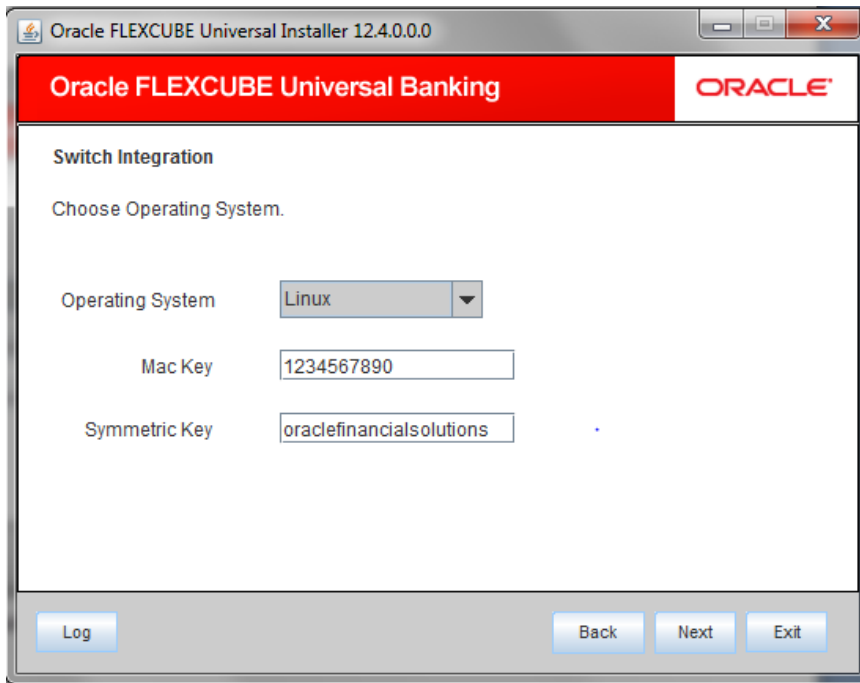 Oracle FLEXCUBE Universal Installer 12.4.0.0.0
Oracle FLEXCUBE Universal Banking
ORACLE
Switch Integration
Choose Operating System.
Operating System Linux
Mac Key 1234567890
Symmetric Key oraclefinancialsolutions
Log Back Next Exit